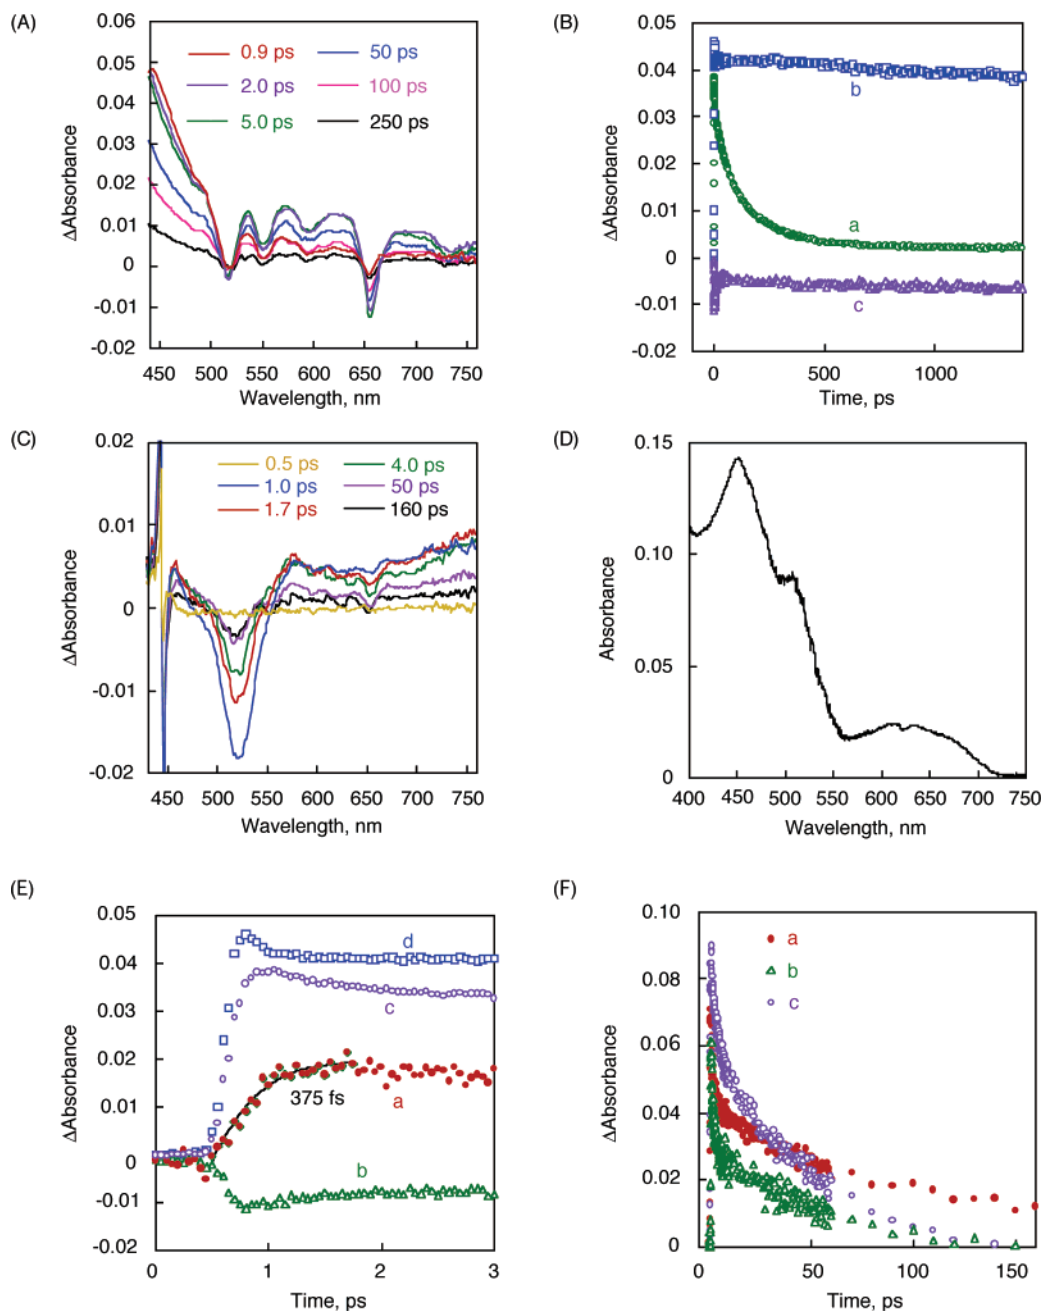 (A)
0.06
0.05
0.04
0.03
0.02
0.01
0
-0.01
-0.02
ΔAbsorbance
0.9 ps
2.0 ps
5.0 ps
50 ps
100 ps
250 ps
450 500 550 600 650 700 750
Wavelength, nm
(B)
0.05
0.04
0.03
0.02
0.01
0
-0.01
-0.02
ΔAbsorbance
b
a
c
0 500 1000
Time, ps
(C)
0.02
0.01
0
-0.01
-0.02
ΔAbsorbance
0.5 ps
1.0 ps
1.7 ps
4.0 ps
50 ps
160 ps
450 500 550 600 650 700 750
Wavelength, nm
(D)
0.15
0.10
0.05
0
Absorbance
400 450 500 550 600 650 700 750
Wavelength, nm
(E)
0.05
0.04
0.03
0.02
0.01
0
-0.01
-0.02
ΔAbsorbance
d
c
375 fs
a
b
0 1 2 3
Time, ps
(F)
0.10
0.08
0.06
0.04
0.02
0
ΔAbsorbance
a
b
c
0 50 100 150
Time, ps